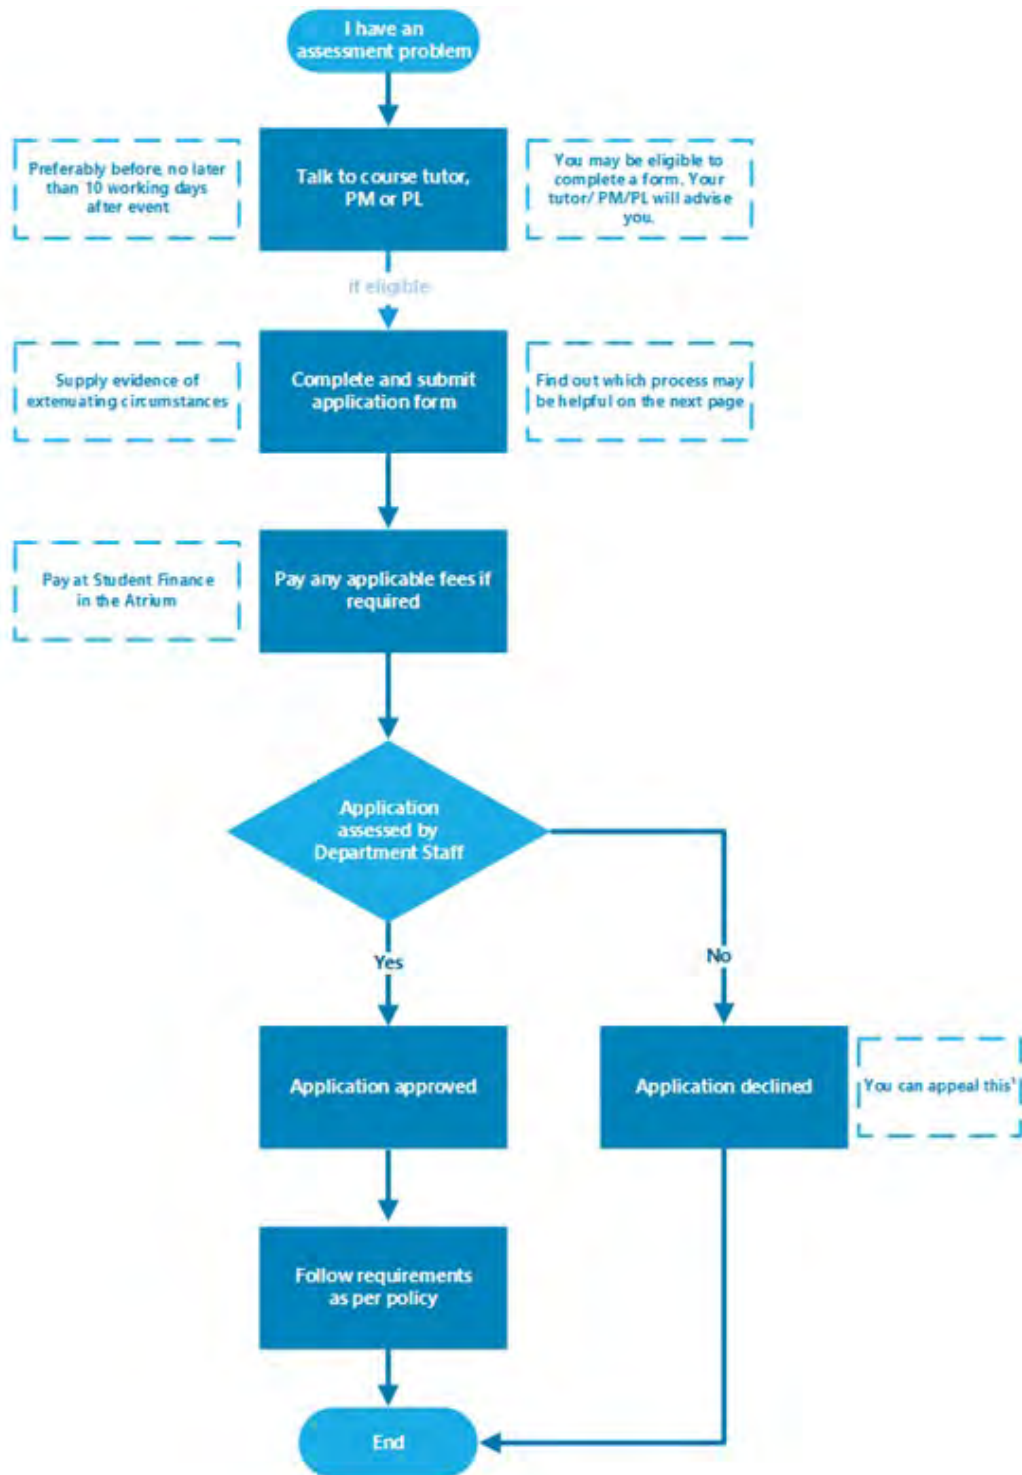 I have an
assessment problem
Preferably before, no later
than 10 working days
after event
Talk to course tutor,
PM or PL
You may be eligible to
complete a form. Your
tutor/ PM/PL will advise
you.
if eligible
Supply evidence of
extenuating circumstances
Complete and submit
application form
Find out which process may
be helpful on the next page
Pay at Student Finance
in the Atrium
Pay any applicable fees if
required
Application
assessed by
Department Staff
Yes
No
Application approved
Application declined
You can appeal this¹
Follow requirements
as per policy
End